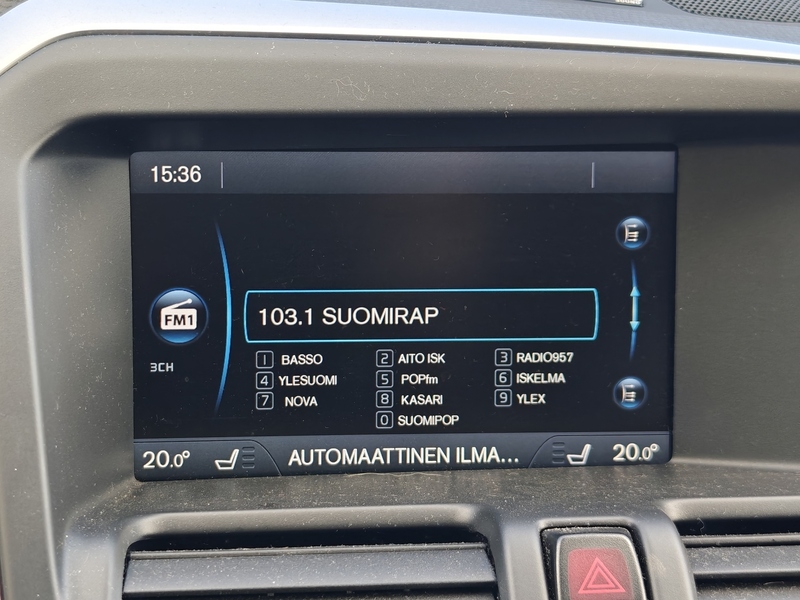 15:36
103.1 SUOMIRAP
FM1
3CH
1 BASSO 2 AITO ISK 3 RADIO957
4 YLESUOMI 5 POPfm 6 ISKELMA
7 NOVA 8 KASARI 9 YLEX
0 SUOMIPOP
20.0° AUTOMAATTINEN ILMA... 20.0°